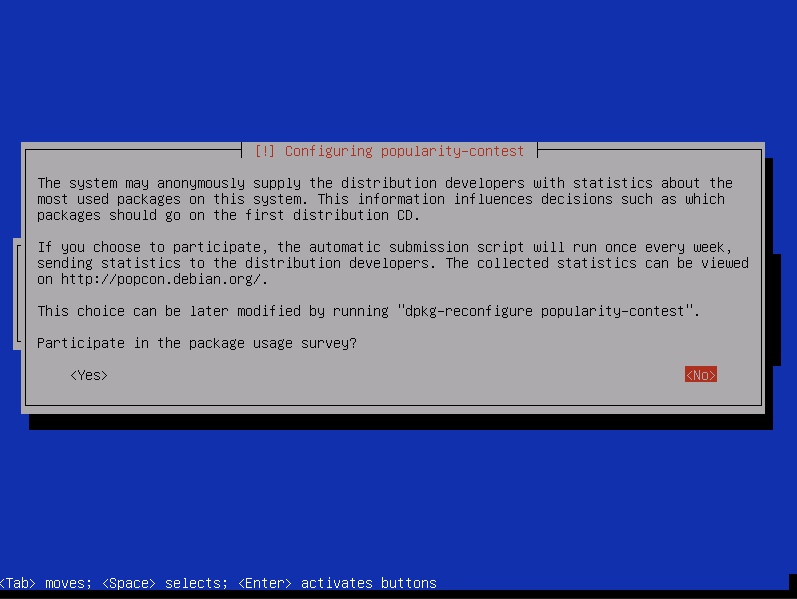 [!] Configuring popularity-contest
The system may anonymously supply the distribution developers with statistics about the
most used packages on this system. This information influences decisions such as which
packages should go on the first distribution CD.
If you choose to participate, the automatic submission script will run once every week,
sending statistics to the distribution developers. The collected statistics can be viewed
on http://popcon.debian.org/.
This choice can be later modified by running "dpkg-reconfigure popularity-contest".
Participate in the package usage survey?
<Yes> <No>
<Tab> moves; <Space> selects; <Enter> activates buttons